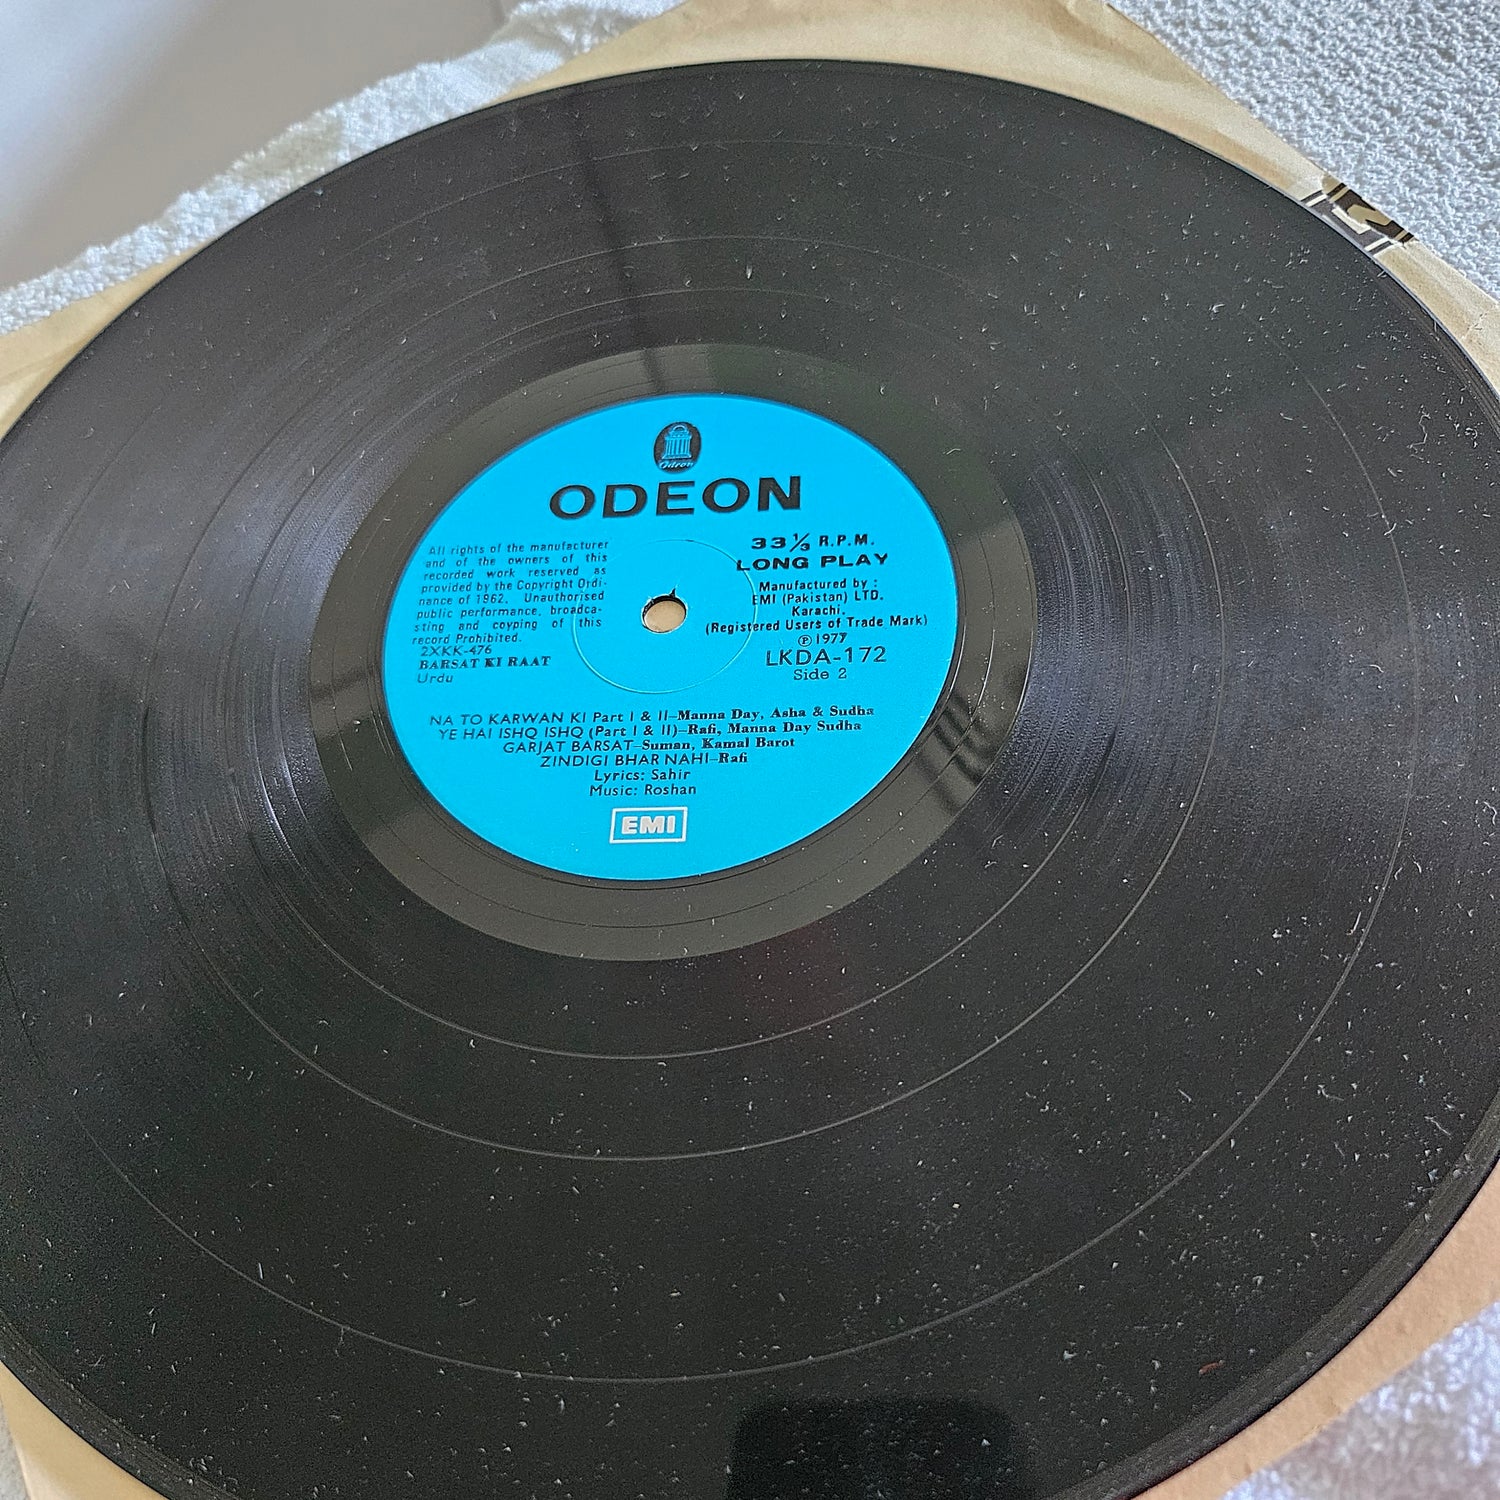 Odeon
ODEON
33⅓ R.P.M.
LONG PLAY
All rights of the manufacturer
and of the owners of this
recorded work reserved as
provided by the Copyright Ordi-
nance of 1962. Unauthorised
public performance, broadca-
sting and coyping of this
record Prohibited.
2XKK-476
BARSAT KI RAAT
Urdu
Manufactured by :
EMI (Pakistan) LTD.
Karachi.
(Registered Users of Trade Mark)
Ⓟ 1977
LKDA-172
Side 2
NA TO KARWAN KI Part I & II–Manna Day, Asha & Sudha
YE HAI ISHQ ISHQ (Part I & II)–Rafi, Manna Day Sudha
GARJAT BARSAT–Suman, Kamal Barot
ZINDIGI BHAR NAHI–Rafi
Lyrics: Sahir
Music: Roshan
EMI